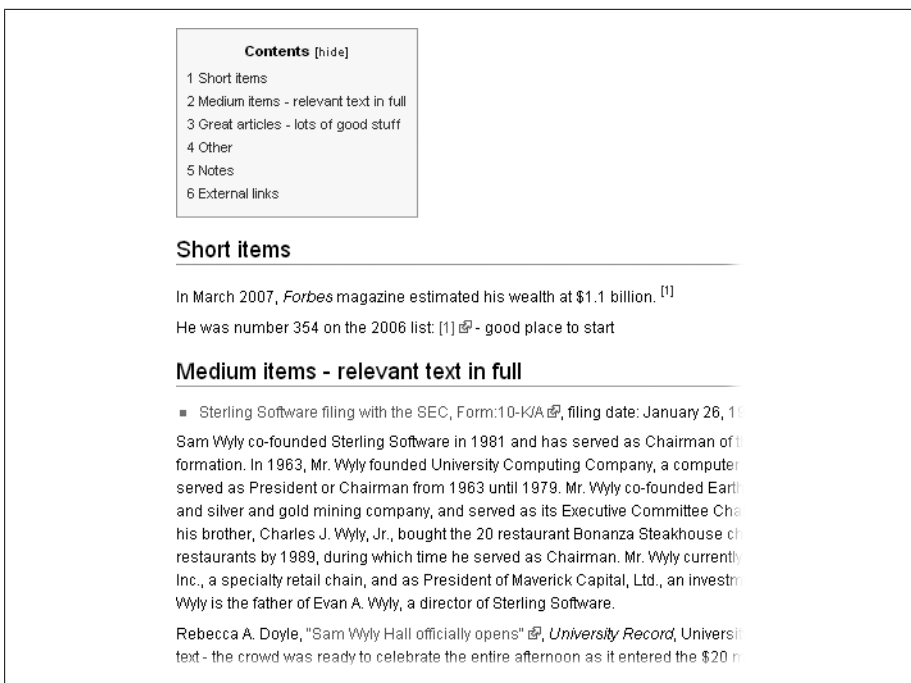 Contents [hide]
1 Short items
2 Medium items - relevant text in full
3 Great articles - lots of good stuff
4 Other
5 Notes
6 External links
Short items
In March 2007, Forbes magazine estimated his wealth at $1.1 billion. [1]
He was number 354 on the 2006 list: [1] - good place to start
Medium items - relevant text in full
Sterling Software filing with the SEC, Form:10-K/A, filing date: January 26,
Sam Wyly co-founded Sterling Software in 1981 and has served as Chairman of
formation. In 1963, Mr. Wyly founded University Computing Company, a computer
served as President or Chairman from 1963 until 1979. Mr. Wyly co-founded Earth
and silver and gold mining company, and served as its Executive Committee
his brother, Charles J. Wyly, Jr., bought the 20 restaurant Bonanza Steakhouse
restaurants by 1989, during which time he served as Chairman. Mr. Wyly currently
Inc., a specialty retail chain, and as President of Maverick Capital, Ltd., an
Wyly is the father of Evan A. Wyly, a director of Sterling Software.
Rebecca A. Doyle, "Sam Wyly Hall officially opens", University Record,
text - the crowd was ready to celebrate the entire afternoon as it entered the $20